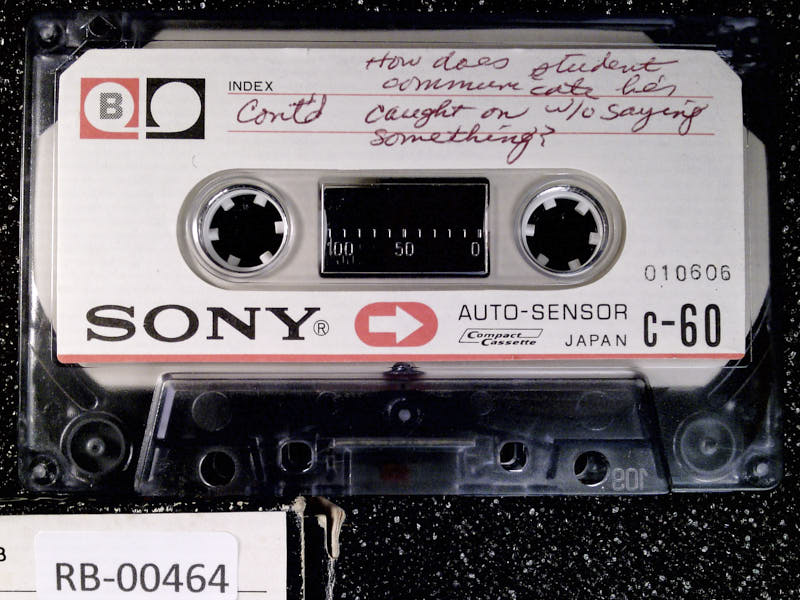 B
INDEX
How does student
communicate he's
Cont'd caught on w/o saying
something?
100 50 0
010606
SONY®
AUTO-SENSOR
Compact Cassette
JAPAN
C-60
108
B
RB-00464